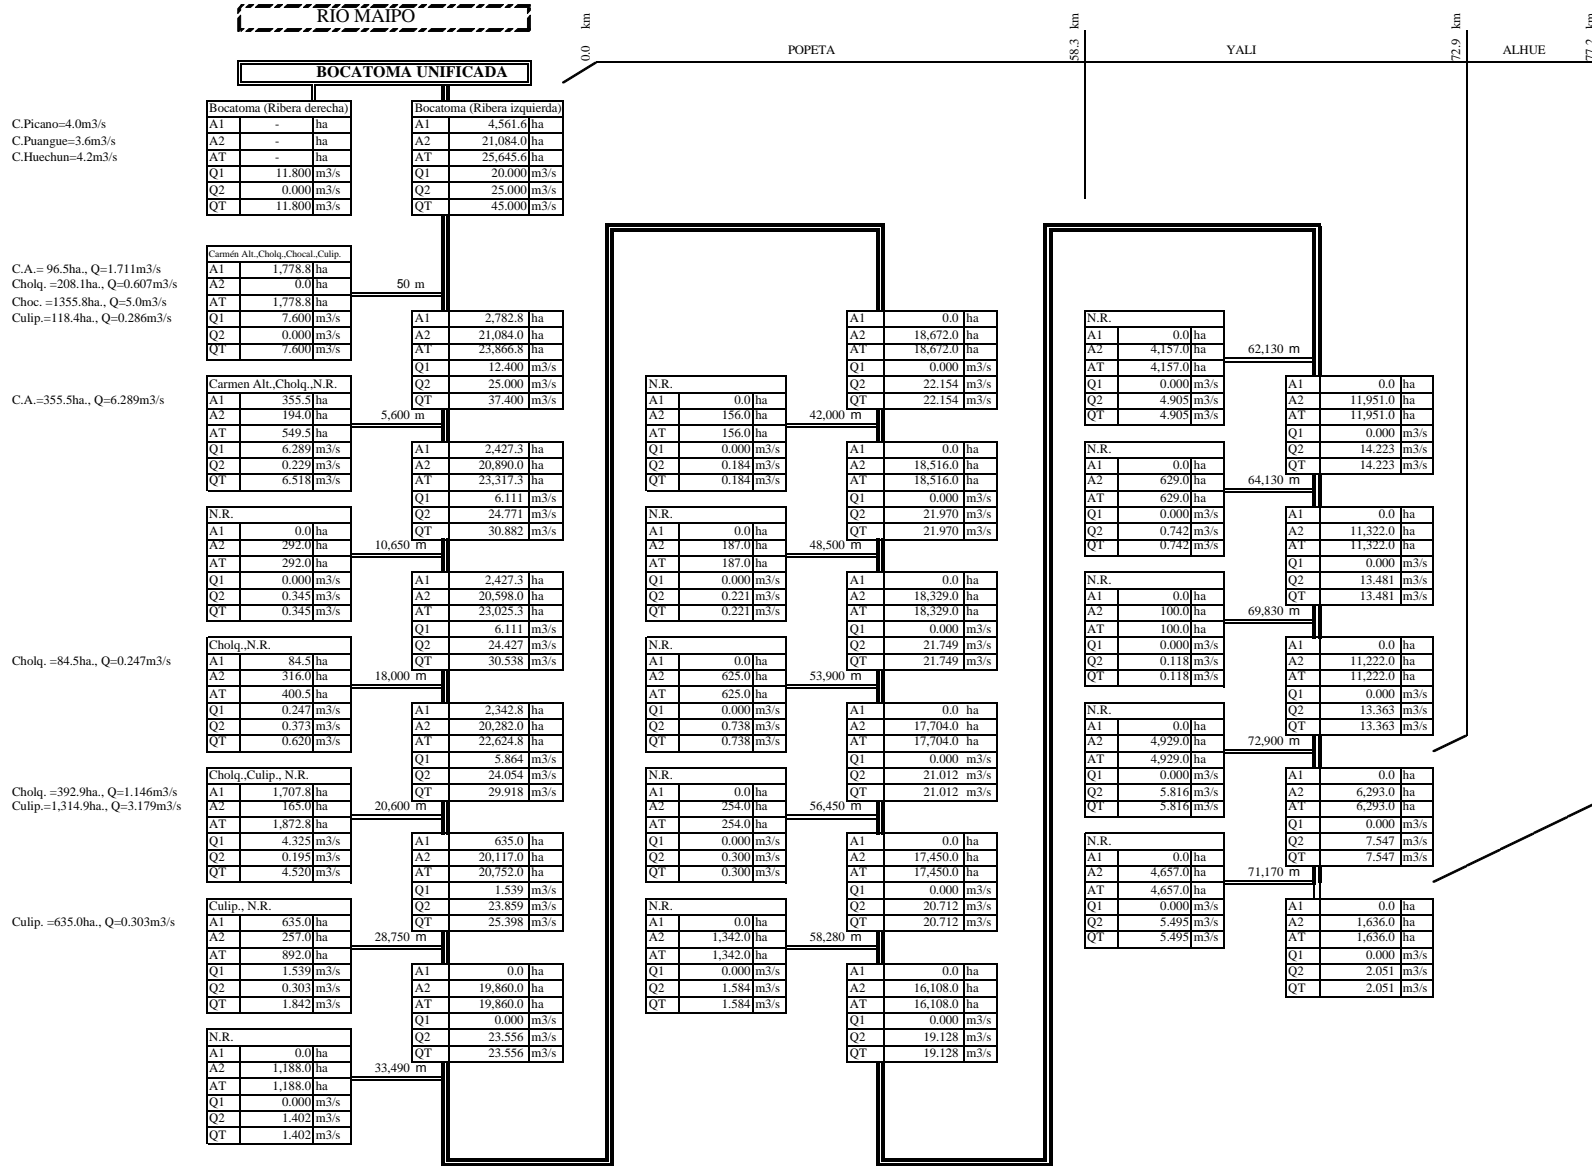 RIO MAIPO
BOCATOMA UNIFICADA
0.0 km
POPETA
58.3 km
YALI
72.9 km
ALHUE
77.2 km
C.Picano=4.0m3/s
C.Puangue=3.6m3/s
C.Huechun=4.2m3/s
Bocatoma (Ribera derecha)
A1 - ha
A2 - ha
AT - ha
Q1 11.800 m3/s
Q2 0.000 m3/s
QT 11.800 m3/s
Bocatoma (Ribera izquierda)
A1 4,561.6 ha
A2 21,084.0 ha
AT 25,645.6 ha
Q1 20.000 m3/s
Q2 25.000 m3/s
QT 45.000 m3/s
C.A.= 96.5ha., Q=1.711m3/s
Cholq. =208.1ha., Q=0.607m3/s
Choc. =1355.8ha., Q=5.0m3/s
Culip.=118.4ha., Q=0.286m3/s
Carmén Alt.,Cholq.,Chocal.,Culip.
A1 1,778.8 ha
A2 0.0 ha
AT 1,778.8 ha
Q1 7.600 m3/s
Q2 0.000 m3/s
QT 7.600 m3/s
50 m
A1 2,782.8 ha
A2 21,084.0 ha
AT 23,866.8 ha
Q1 12.400 m3/s
Q2 25.000 m3/s
QT 37.400 m3/s
C.A.=355.5ha., Q=6.289m3/s
Carmen Alt.,Cholq.,N.R.
A1 355.5 ha
A2 194.0 ha
AT 549.5 ha
Q1 6.289 m3/s
Q2 0.229 m3/s
QT 6.518 m3/s
5,600 m
A1 2,427.3 ha
A2 20,890.0 ha
AT 23,317.3 ha
Q1 6.111 m3/s
Q2 24.771 m3/s
QT 30.882 m3/s
N.R.
A1 0.0 ha
A2 292.0 ha
AT 292.0 ha
Q1 0.000 m3/s
Q2 0.345 m3/s
QT 0.345 m3/s
10,650 m
A1 2,427.3 ha
A2 20,598.0 ha
AT 23,025.3 ha
Q1 6.111 m3/s
Q2 24.427 m3/s
QT 30.538 m3/s
Cholq. =84.5ha., Q=0.247m3/s
Cholq.,N.R.
A1 84.5 ha
A2 316.0 ha
AT 400.5 ha
Q1 0.247 m3/s
Q2 0.373 m3/s
QT 0.620 m3/s
18,000 m
A1 2,342.8 ha
A2 20,282.0 ha
AT 22,624.8 ha
Q1 5.864 m3/s
Q2 24.054 m3/s
QT 29.918 m3/s
Cholq. =392.9ha., Q=1.146m3/s
Culip.=1,314.9ha., Q=3.179m3/s
Cholq.,Culip., N.R.
A1 1,707.8 ha
A2 165.0 ha
AT 1,872.8 ha
Q1 4.325 m3/s
Q2 0.195 m3/s
QT 4.520 m3/s
20,600 m
A1 635.0 ha
A2 20,117.0 ha
AT 20,752.0 ha
Q1 1.539 m3/s
Q2 23.859 m3/s
QT 25.398 m3/s
Culip. =635.0ha., Q=0.303m3/s
Culip., N.R.
A1 635.0 ha
A2 257.0 ha
AT 892.0 ha
Q1 1.539 m3/s
Q2 0.303 m3/s
QT 1.842 m3/s
28,750 m
A1 0.0 ha
A2 19,860.0 ha
AT 19,860.0 ha
Q1 0.000 m3/s
Q2 23.556 m3/s
QT 23.556 m3/s
N.R.
A1 0.0 ha
A2 1,188.0 ha
AT 1,188.0 ha
Q1 0.000 m3/s
Q2 1.402 m3/s
QT 1.402 m3/s
33,490 m
A1 0.0 ha
A2 18,672.0 ha
AT 18,672.0 ha
Q1 0.000 m3/s
Q2 22.154 m3/s
QT 22.154 m3/s
N.R.
A1 0.0 ha
A2 156.0 ha
AT 156.0 ha
Q1 0.000 m3/s
Q2 0.184 m3/s
QT 0.184 m3/s
42,000 m
A1 0.0 ha
A2 18,516.0 ha
AT 18,516.0 ha
Q1 0.000 m3/s
Q2 21.970 m3/s
QT 21.970 m3/s
N.R.
A1 0.0 ha
A2 187.0 ha
AT 187.0 ha
Q1 0.000 m3/s
Q2 0.221 m3/s
QT 0.221 m3/s
48,500 m
A1 0.0 ha
A2 18,329.0 ha
AT 18,329.0 ha
Q1 0.000 m3/s
Q2 21.749 m3/s
QT 21.749 m3/s
N.R.
A1 0.0 ha
A2 625.0 ha
AT 625.0 ha
Q1 0.000 m3/s
Q2 0.738 m3/s
QT 0.738 m3/s
53,900 m
A1 0.0 ha
A2 17,704.0 ha
AT 17,704.0 ha
Q1 0.000 m3/s
Q2 21.012 m3/s
QT 21.012 m3/s
N.R.
A1 0.0 ha
A2 254.0 ha
AT 254.0 ha
Q1 0.000 m3/s
Q2 0.300 m3/s
QT 0.300 m3/s
56,450 m
A1 0.0 ha
A2 17,450.0 ha
AT 17,450.0 ha
Q1 0.000 m3/s
Q2 20.712 m3/s
QT 20.712 m3/s
N.R.
A1 0.0 ha
A2 1,342.0 ha
AT 1,342.0 ha
Q1 0.000 m3/s
Q2 1.584 m3/s
QT 1.584 m3/s
58,280 m
A1 0.0 ha
A2 16,108.0 ha
AT 16,108.0 ha
Q1 0.000 m3/s
Q2 19.128 m3/s
QT 19.128 m3/s
N.R.
A1 0.0 ha
A2 4,157.0 ha
AT 4,157.0 ha
Q1 0.000 m3/s
Q2 4.905 m3/s
QT 4.905 m3/s
62,130 m
A1 0.0 ha
A2 11,951.0 ha
AT 11,951.0 ha
Q1 0.000 m3/s
Q2 14.223 m3/s
QT 14.223 m3/s
N.R.
A1 0.0 ha
A2 629.0 ha
AT 629.0 ha
Q1 0.000 m3/s
Q2 0.742 m3/s
QT 0.742 m3/s
64,130 m
A1 0.0 ha
A2 11,322.0 ha
AT 11,322.0 ha
Q1 0.000 m3/s
Q2 13.481 m3/s
QT 13.481 m3/s
N.R.
A1 0.0 ha
A2 100.0 ha
AT 100.0 ha
Q1 0.000 m3/s
Q2 0.118 m3/s
QT 0.118 m3/s
69,830 m
A1 0.0 ha
A2 11,222.0 ha
AT 11,222.0 ha
Q1 0.000 m3/s
Q2 13.363 m3/s
QT 13.363 m3/s
N.R.
A1 0.0 ha
A2 4,929.0 ha
AT 4,929.0 ha
Q1 0.000 m3/s
Q2 5.816 m3/s
QT 5.816 m3/s
72,900 m
A1 0.0 ha
A2 6,293.0 ha
AT 6,293.0 ha
Q1 0.000 m3/s
Q2 7.547 m3/s
QT 7.547 m3/s
N.R.
A1 0.0 ha
A2 4,657.0 ha
AT 4,657.0 ha
Q1 0.000 m3/s
Q2 5.495 m3/s
QT 5.495 m3/s
71,170 m
A1 0.0 ha
A2 1,636.0 ha
AT 1,636.0 ha
Q1 0.000 m3/s
Q2 2.051 m3/s
QT 2.051 m3/s